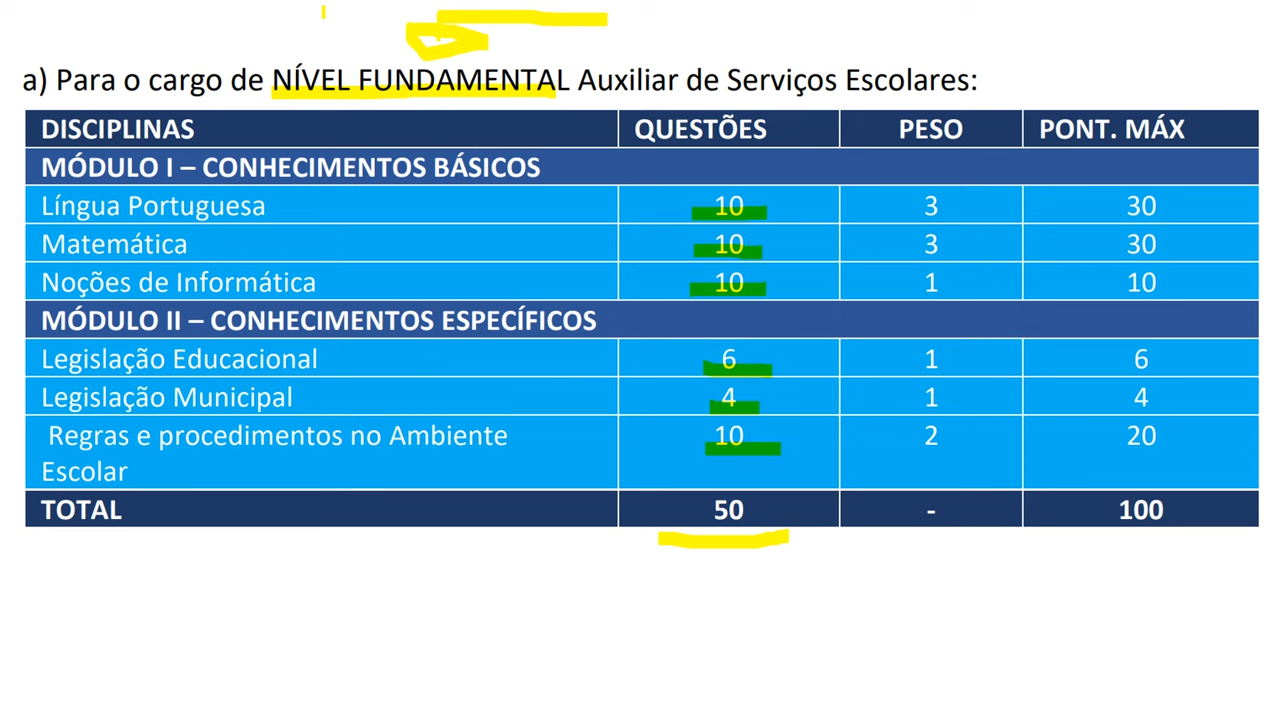 a) Para o cargo de NÍVEL FUNDAMENTAL Auxiliar de Serviços Escolares:
DISCIPLINAS QUESTÕES PESO PONT. MÁX
MÓDULO I – CONHECIMENTOS BÁSICOS
Língua Portuguesa 10 3 30
Matemática 10 3 30
Noções de Informática 10 1 10
MÓDULO II – CONHECIMENTOS ESPECÍFICOS
Legislação Educacional 6 1 6
Legislação Municipal 4 1 4
Regras e procedimentos no Ambiente 10 2 20
Escolar
TOTAL 50 - 100